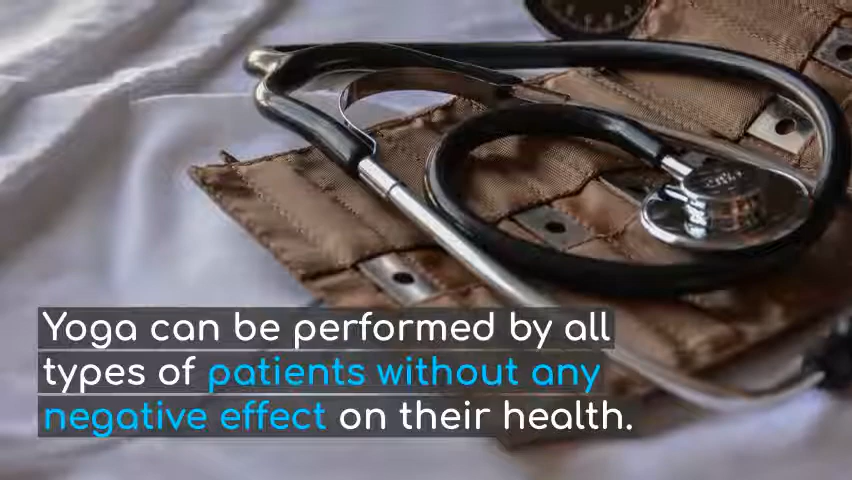 Yoga can be performed by all
types of patients without any
negative effect on their health.